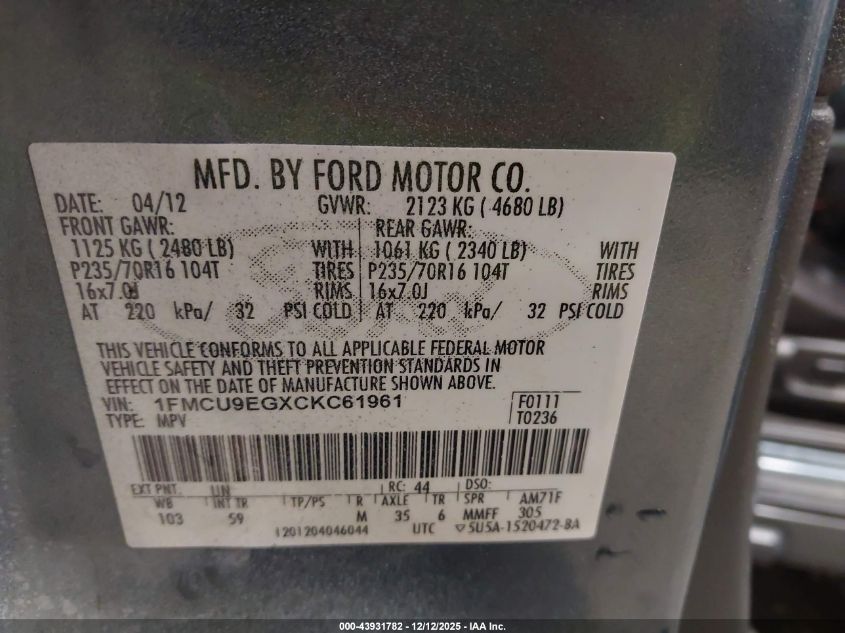 MFD. BY FORD MOTOR CO.
DATE: 04/12 GVWR: 2123 KG ( 4680 LB)
FRONT GAWR: REAR GAWR:
1125 KG ( 2480 LB) WITH 1061 KG ( 2340 LB) WITH
P235/70R16 104T TIRES P235/70R16 104T TIRES
16x7.0J RIMS 16x7.0J RIMS
AT 220 kPa/ 32 PSI COLD AT 220 kPa/ 32 PSI COLD
THIS VEHICLE CONFORMS TO ALL APPLICABLE FEDERAL MOTOR
VEHICLE SAFETY AND THEFT PREVENTION STANDARDS IN
EFFECT ON THE DATE OF MANUFACTURE SHOWN ABOVE.
VIN: 1FMCU9EGXCKC61961 F0111
TYPE: MPV T0236
EXT PNT: UN RC: 44 DSO:
WB INT TR TP/PS R AXLE TR SPR AM71F
103 59 M 35 6 MMFF 305
1201204046044 UTC ▽5U5A-1520472-BA
000-43931782 - 12/12/2025 - IAA Inc.